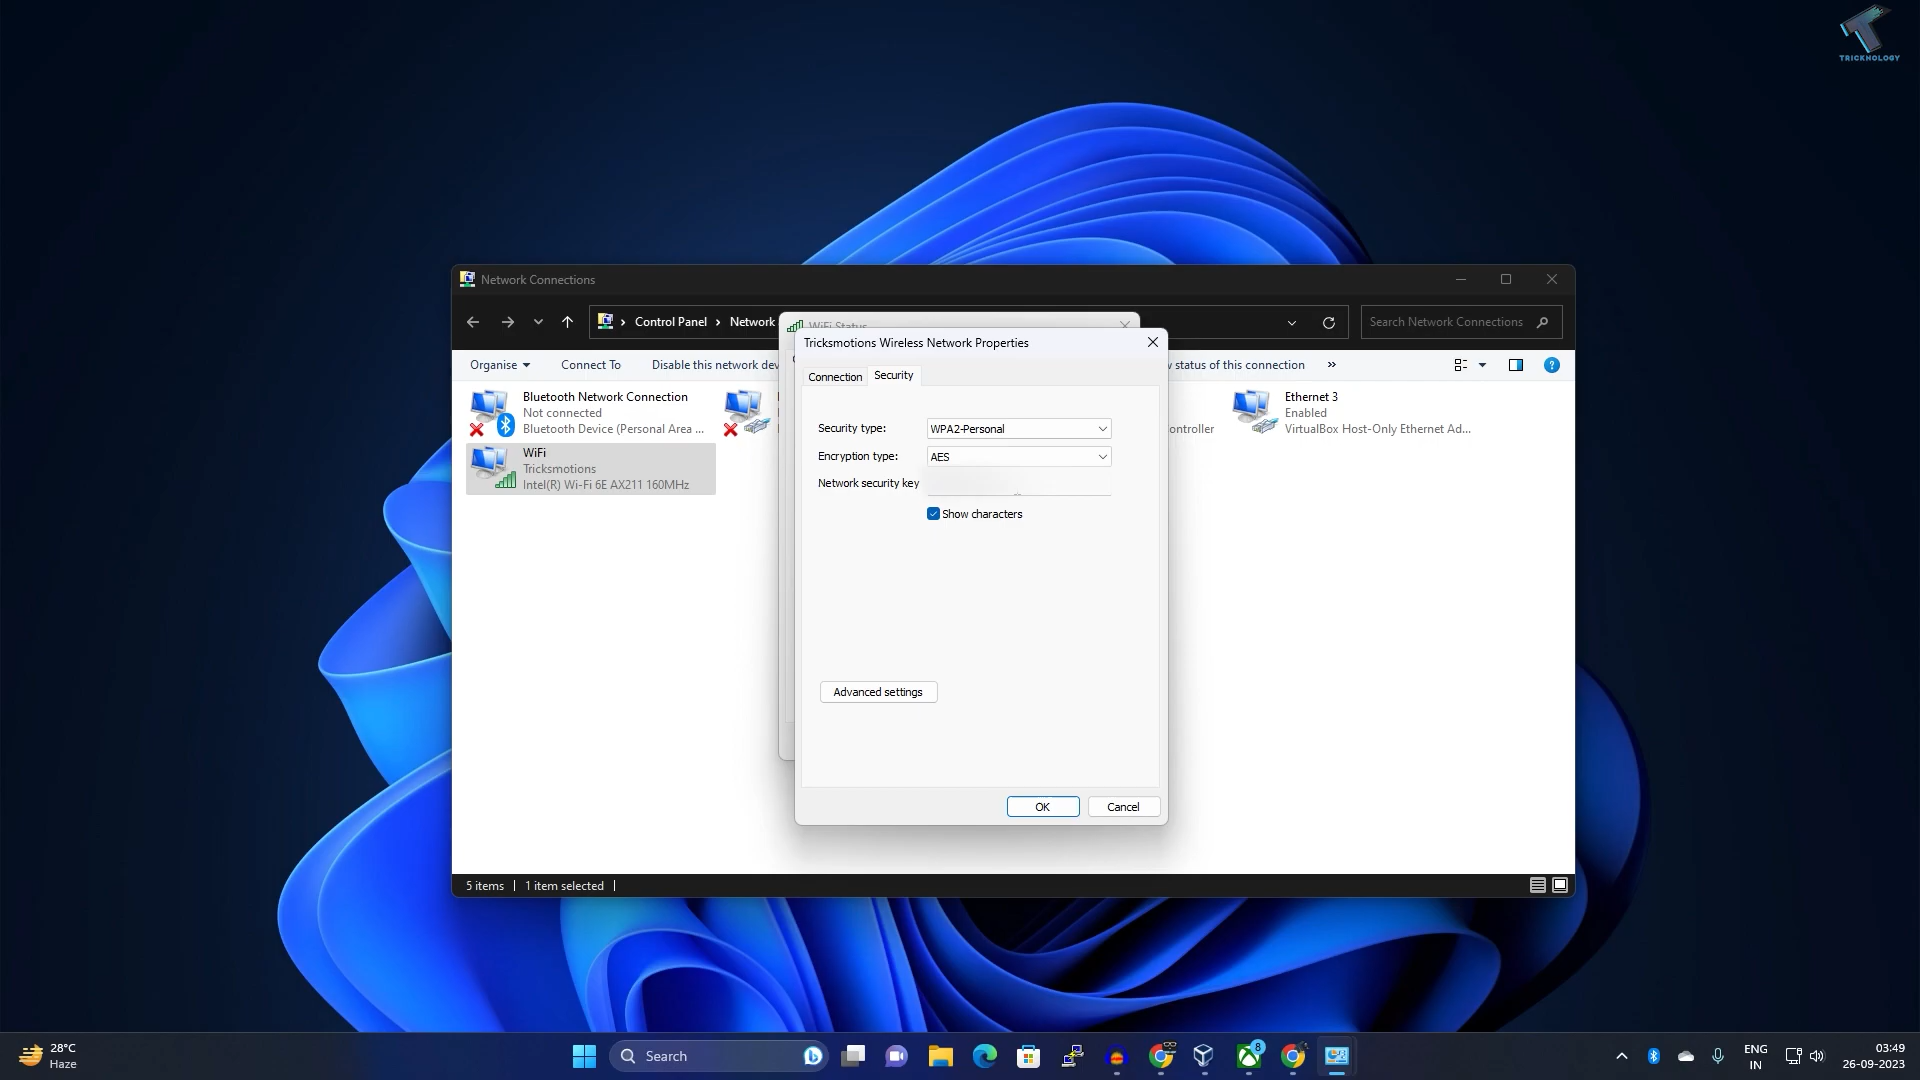 TRICKNOLOGY
Network Connections
Control Panel
Network
Search Network Connections
WiFi Status
Tricksmotions Wireless Network Properties
Organise
Connect To
Disable this network dev
w status of this connection
Connection
Security
Bluetooth Network Connection
Not connected
Bluetooth Device (Personal Area ...
ontroller
Ethernet 3
Enabled
VirtualBox Host-Only Ethernet Ad...
WiFi
Tricksmotions
Intel(R) Wi-Fi 6E AX211 160MHz
Security type:
WPA2-Personal
Encryption type:
AES
Network security key
Show characters
Advanced settings
OK
Cancel
5 items
1 item selected
28°C
Haze
Search
8
ENG
IN
03:49
26-09-2023